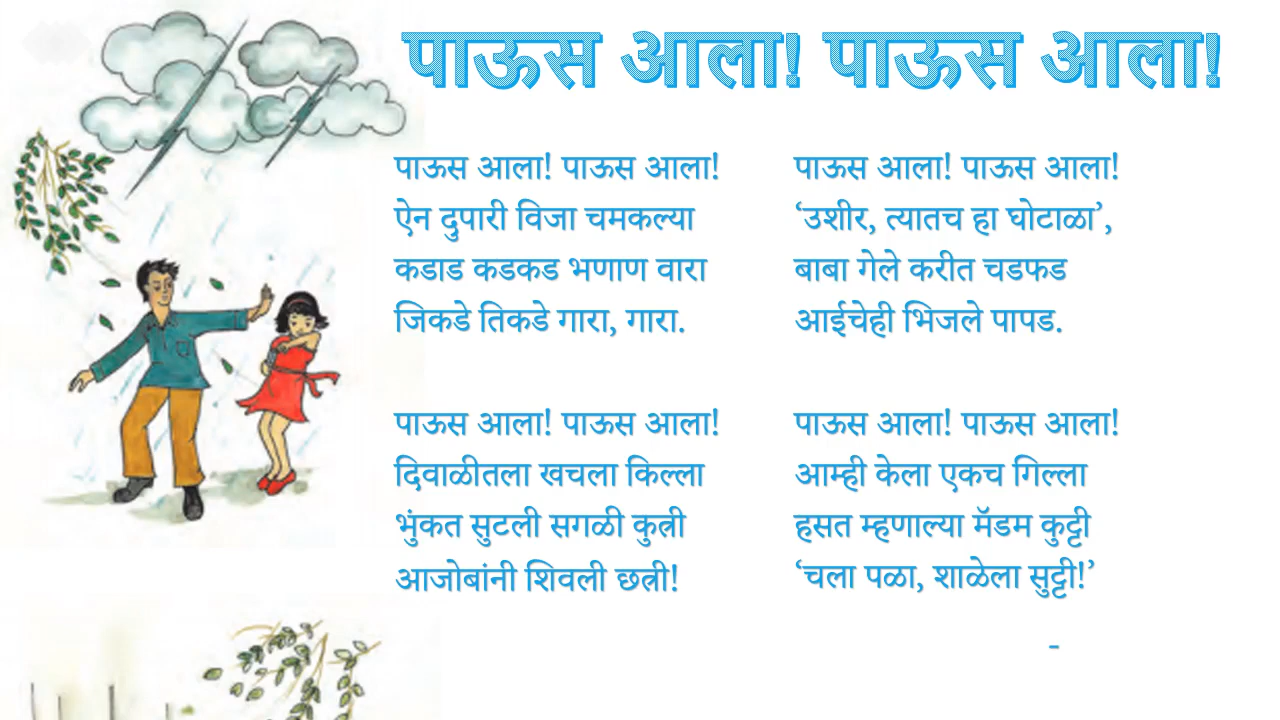 पाऊस आला! पाऊस आला!
पाऊस आला! पाऊस आला!
ऐन दुपारी विजा चमकल्या
कडाड कडकड भणाण वारा
जिकडे तिकडे गारा, गारा.
पाऊस आला! पाऊस आला!
दिवाळीतला खचला किल्ला
भुंकत सुटली सगळी कुत्री
आजोबांनी शिवली छत्री!
पाऊस आला! पाऊस आला!
‘उशीर, त्यातच हा घोटाळा’,
बाबा गेले करीत चडफड
आईचेही भिजले पापड.
पाऊस आला! पाऊस आला!
आम्ही केला एकच गिल्ला
हसत म्हणाल्या मॅडम कुट्टी
‘चला पळा, शाळेला सुट्टी!’
-